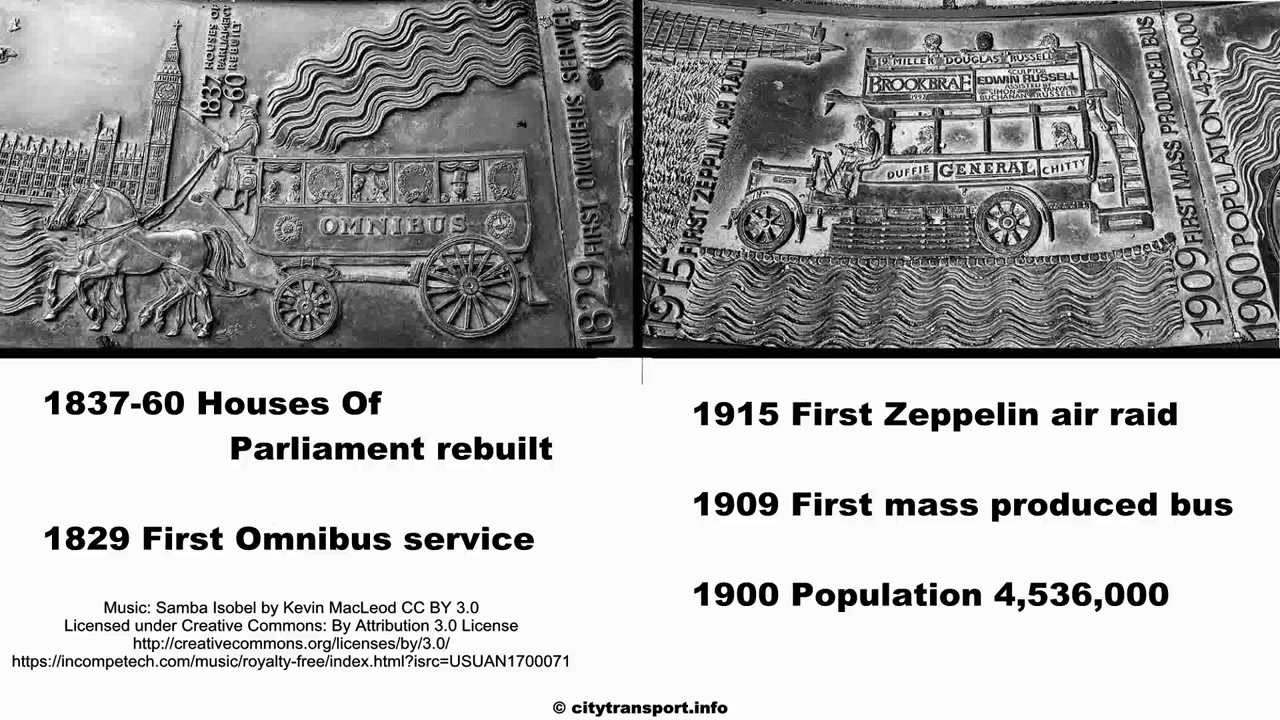 1837 HOUSES OF
-60 PARLIAMENT
REBUILT
OMNIBUS
1829 FIRST OMNIBUS SERVICE
1915 FIRST ZEPPLIN AIR RAID
MILLER DOUGLAS RUSSELL
BROOKBRAE
SCULPTOR
EDWIN RUSSELL
ASSISTED BY
BUCHANAN & RUSSELL
DUFFIE GENERAL CHITTY
1909 FIRST MASS PRODUCED BUS
1900 POPULATION 4536000
1837-60 Houses Of
Parliament rebuilt
1829 First Omnibus service
1915 First Zeppelin air raid
1909 First mass produced bus
1900 Population 4,536,000
Music: Samba Isobel by Kevin MacLeod CC BY 3.0
Licensed under Creative Commons: By Attribution 3.0 License
http://creativecommons.org/licenses/by/3.0/
https://incompetech.com/music/royalty-free/index.html?isrc=USUAN1700071
© citytransport.info